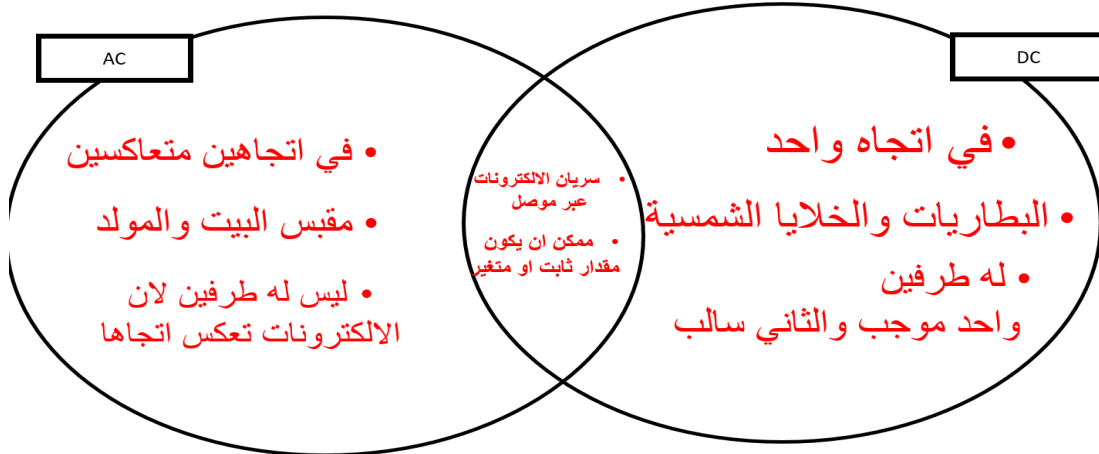 AC
DC
• في اتجاهين متعاكسين
• مقبس البيت والمولد
• ليس له طرفين لان
الالكترونات تعكس اتجاها
• سريان الالكترونات
عبر موصل
• ممكن ان يكون
مقدار ثابت او متغير
• في اتجاه واحد
• البطاريات والخلايا الشمسية
• له طرفين
واحد موجب والثاني سالب